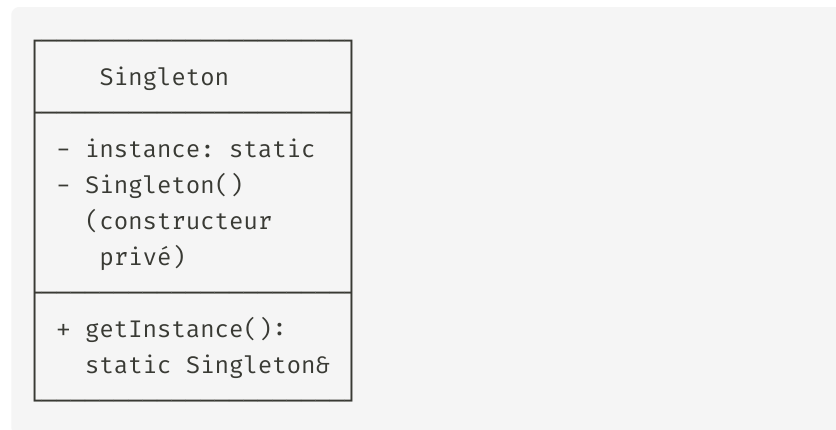 Singleton
- instance: static
- Singleton()
(constructeur
privé)
+ getInstance():
static Singleton&